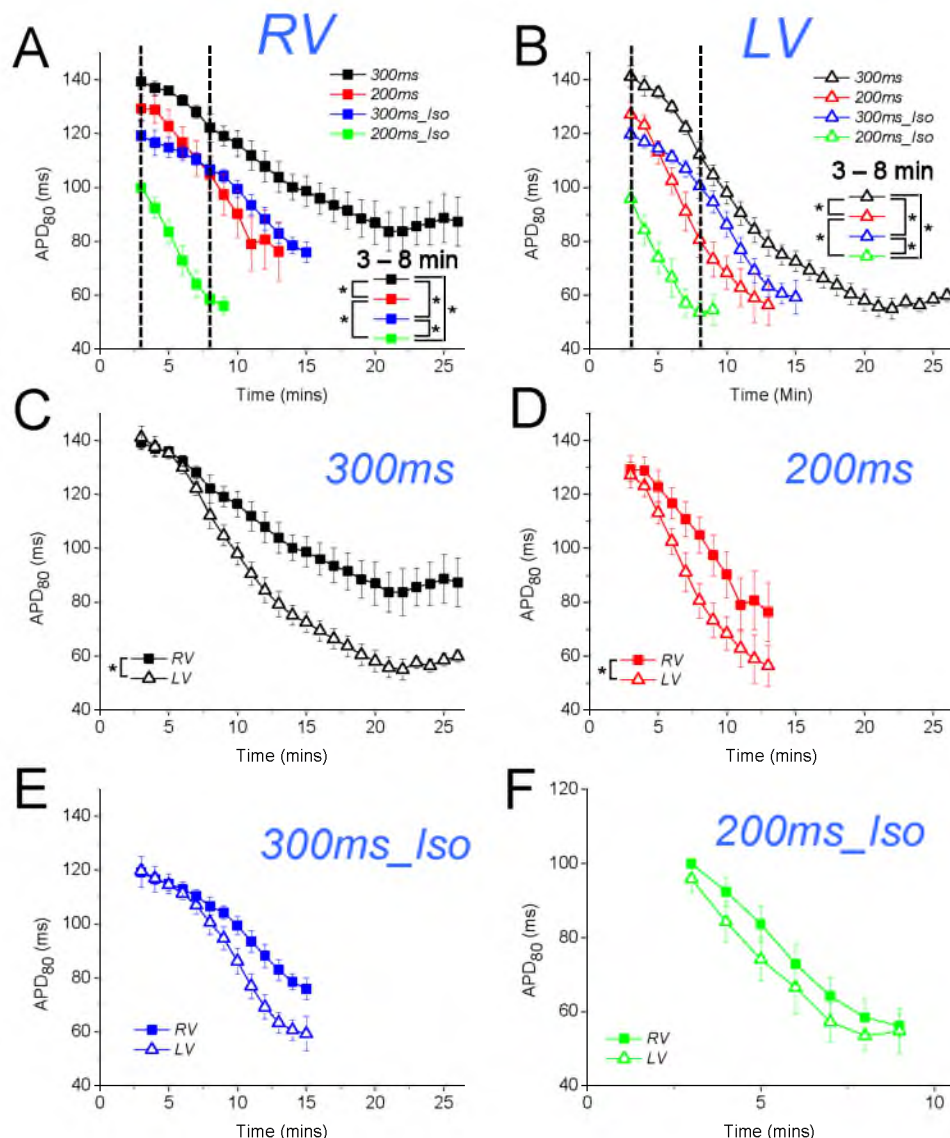 A
RV
300ms
200ms
300ms_Iso
200ms_Iso
APD80 (ms)
140
120
100
80
60
40
3 – 8 min
*
*
*
*
*
0 5 10 15 20 25
Time (mins)
B
LV
300ms
200ms
300ms_Iso
200ms_Iso
APD80 (ms)
140
120
100
80
60
40
3 – 8 min
*
*
*
*
*
0 5 10 15 20 25
Time (Min)
C
300ms
APD80 (ms)
140
120
100
80
60
40
* RV
LV
0 5 10 15 20 25
Time (mins)
D
200ms
APD80 (ms)
140
120
100
80
60
40
* RV
LV
0 5 10 15 20 25
Time (mins)
E
300ms_Iso
APD80 (ms)
140
120
100
80
60
40
RV
LV
0 5 10 15 20 25
Time (mins)
F
200ms_Iso
APD80 (ms)
120
100
80
60
40
RV
LV
0 5 10
Time (mins)